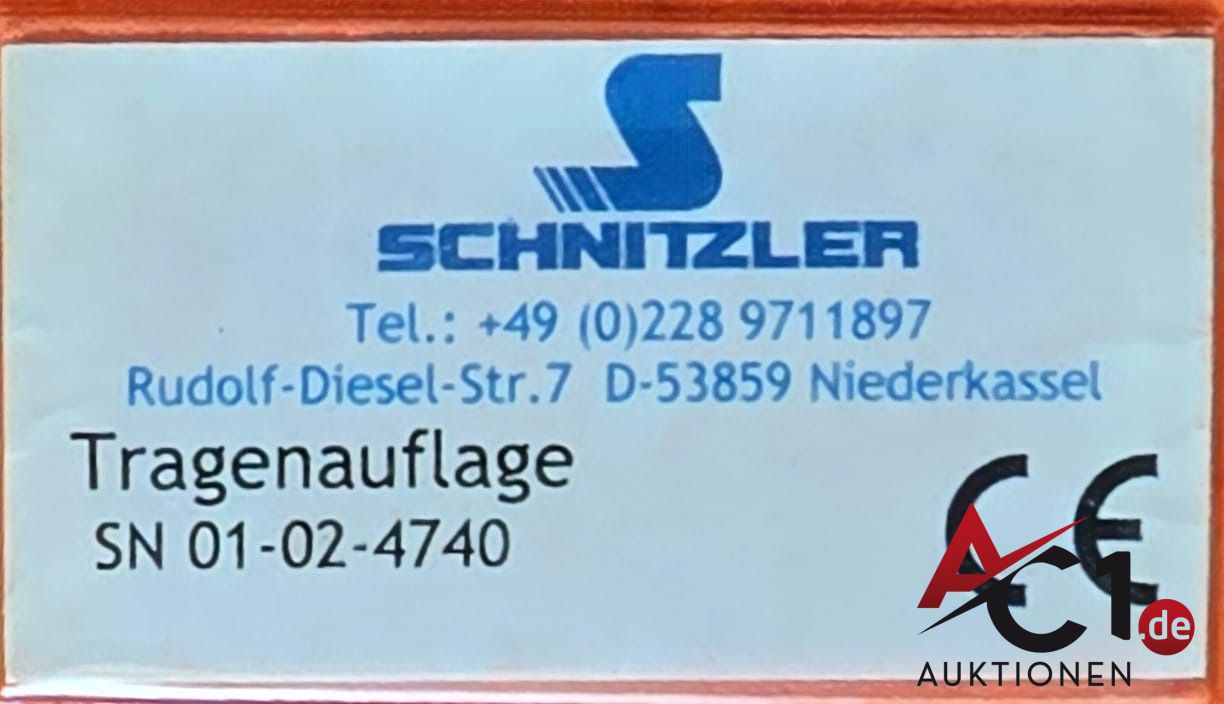 S
SCHNITZLER
Tel.: +49 (0)228 9711897
Rudolf-Diesel-Str.7 D-53859 Niederkassel
Tragenauflage
SN 01-02-4740
CE
AC1.de
AUKTIONEN